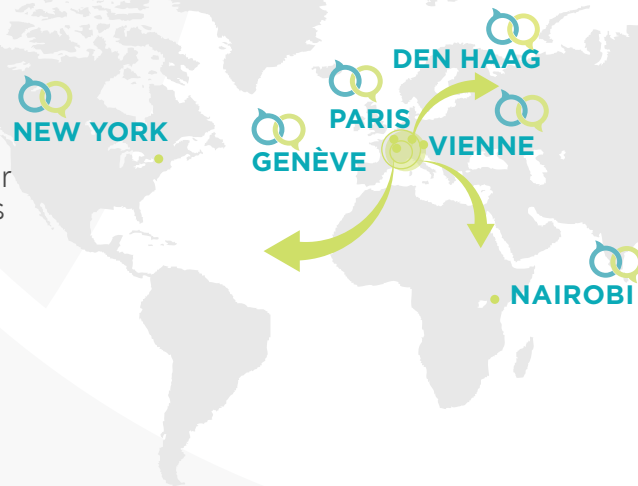 DEN HAAG
PARIS
NEW YORK
VIENNE
GENÈVE
NAIROBI